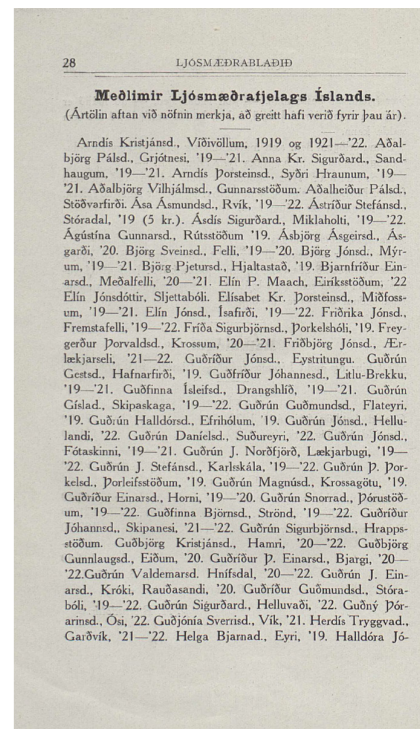 28 LJÓSMÆÐRABLAÐIÐ
Meðlimir Ljósmæðrafjelags Íslands.
(Ártölin aftan við nöfnin merkja, að greitt hafi verið fyrir þau ár).
Arndís Kristjánsd., Víðivöllum, 1919 og 1921—'22. Aðal-
björg Pálsd., Grjótnesi, '19—'21. Anna Kr. Sigurðard., Sand-
haugum, '19—'21. Arndís Þorsteinsd., Syðri Hraunum, '19—
'21. Aðalbjörg Vilhjálmsd., Gunnarsstöðum. Aðalheiður Pálsd.,
Stöðvarfirði. Ása Ásmundsd., Rvík, '19—'22. Ástríður Stefánsd.,
Stóradal, '19 (5 kr.). Ásdís Sigurðard., Miklaholti, '19—'22.
Ágústína Gunnarsd., Rútsstöðum '19. Ásbjörg Ásgeirsd., Ás-
garði, '20. Björg Sveinsd., Felli, '19—'20. Björg Jónsd., Mýr-
um, '19—'21. Björg Pjetursd., Hjaltastað, '19. Bjarnfríður Ein-
arsd., Meðalfelli, '20—'21. Elín P. Maach, Eiríksstöðum, '22
Elín Jónsdóttir, Sljettabóli. Elísabet Kr. Þorsteinsd., Miðfoss-
um, '19—'21. Elín Jónsd., Ísafirði, '19—'22. Friðrika Jónsd.,
Fremstafelli, '19—'22. Fríða Sigurbjörnsd., Þorkelshóli, '19. Frey-
gerður Þorvaldsd., Krossum, '20—'21. Friðbjörg Jónsd., Ær-
lækjarseli, '21—22. Guðríður Jónsd., Eystritungu. Guðrún
Gestsd., Hafnarfirði, '19. Guðfríður Jóhannesd., Litlu-Brekku,
'19—'21. Guðfinna Ísleifsd., Drangshlíð, '19—'21. Guðrún
Gíslad., Skipaskaga, '19—'22. Guðrún Guðmundsd., Flateyri,
'19. Guðrún Halldórsd., Efrihólum, '19. Guðrún Jónsd., Hellu-
landi, '22. Guðrún Daníelsd., Suðureyri, '22. Guðrún Jónsd.,
Fótaskinni, '19—'21. Guðrún J. Norðfjörð, Lækjarbugi, '19—
'22. Guðrún J. Stefánsd., Karlsskála, '19—'22. Guðrún Þ. Þor-
kelsd., Þorleifsstöðum, '19. Guðrún Magnúsd., Krossagötu, '19.
Guðríður Einarsd., Horni, '19—'20. Guðrún Snorrad., Þórustöð-
um, '19—'22. Guðfinna Björnsd., Strönd, '19—'22. Guðríður
Jóhannsd., Skipanesi, '21—'22. Guðrún Sigurbjörnsd., Hrapps-
stöðum. Guðbjörg Kristjánsd., Hamri, '20—'22. Guðbjörg
Gunnlaugsd., Eiðum, '20. Guðríður Þ. Einarsd., Bjargi, '20—
'22.Guðrún Valdemarsd. Hnífsdal, '20—'22. Guðrún J. Ein-
arsd., Króki, Rauðasandi, '20. Guðríður Guðmundsd., Stóra-
bóli, '19—'22. Guðrún Sigurðard., Helluvaði, '22. Guðný Þór-
arinsd., Ósi, '22. Guðjónía Sverrisd., Vík, '21. Herdís Tryggvad.,
Garðvík, '21—'22. Helga Bjarnad., Eyri, '19. Halldóra Jó-